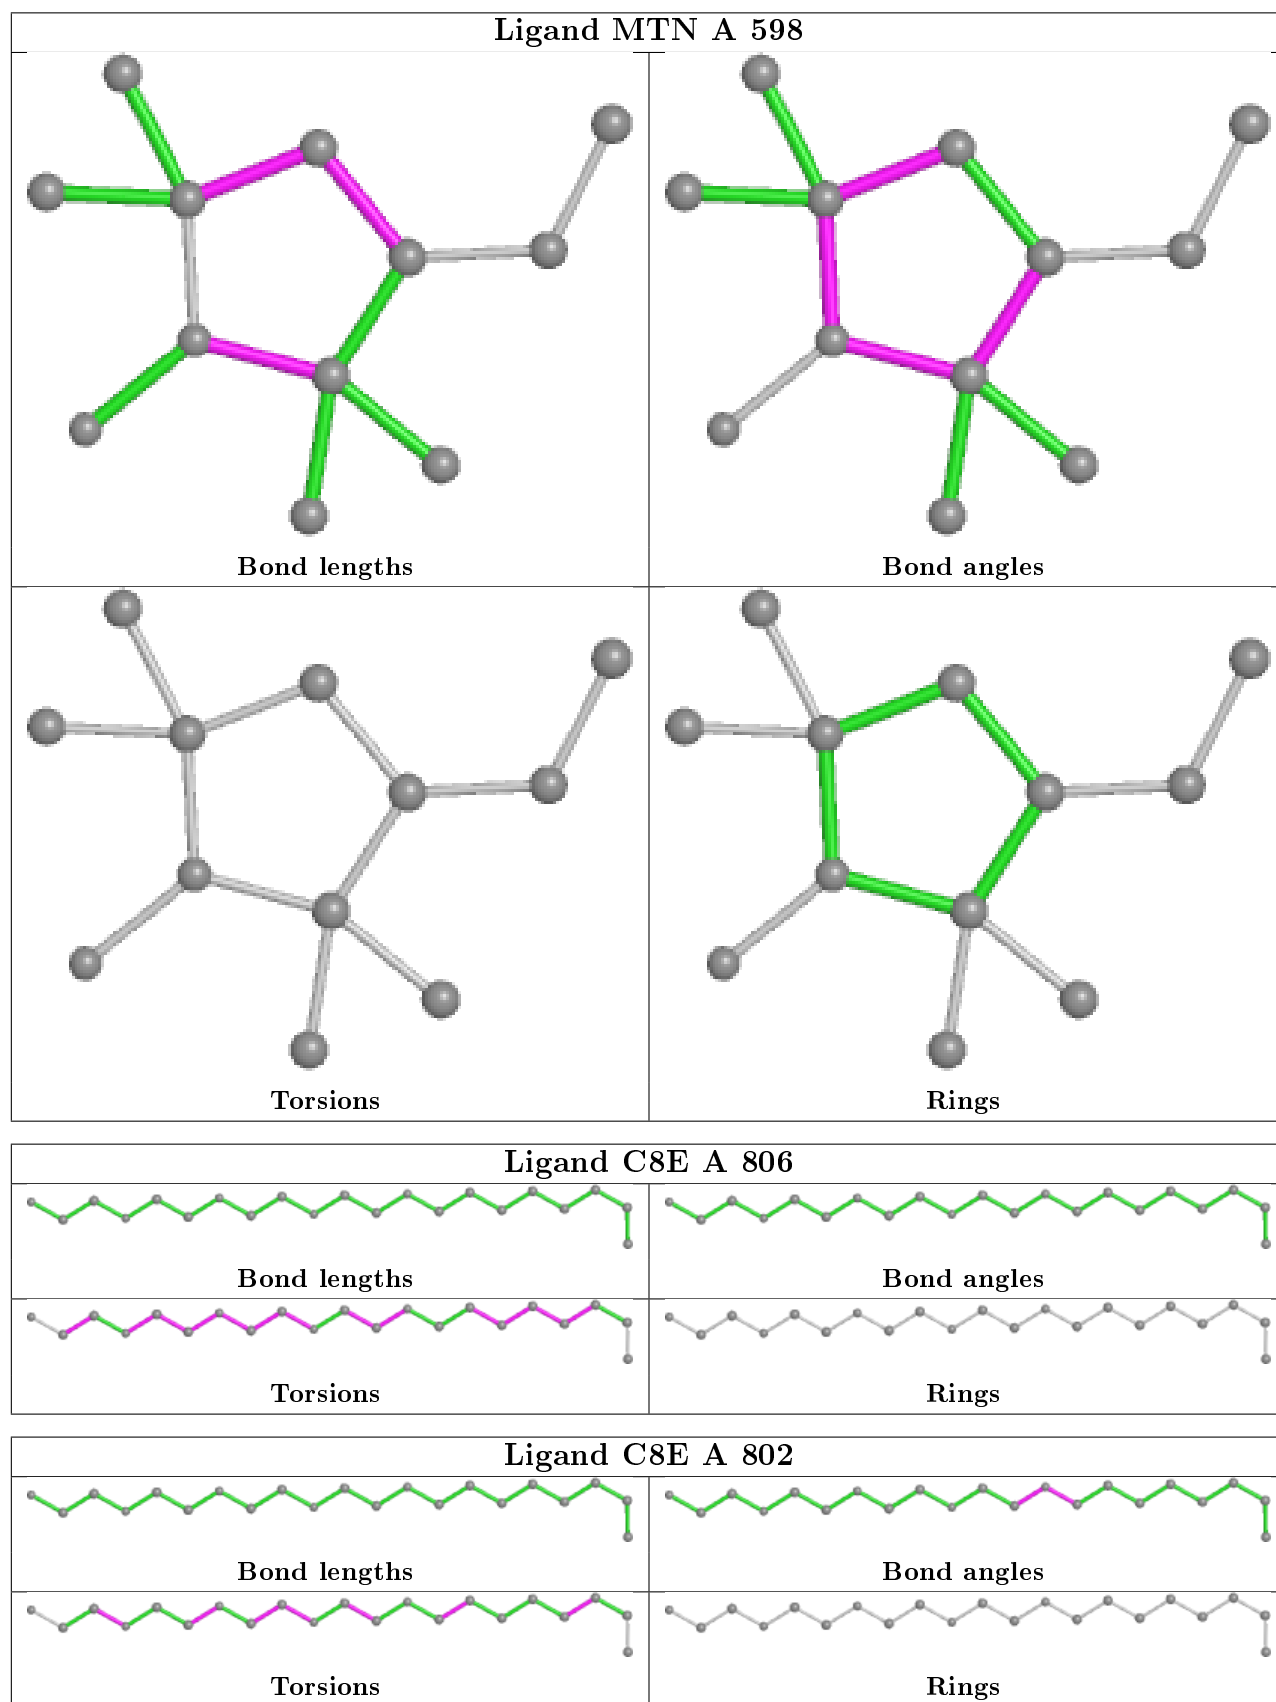 Ligand MTN A 598
Bond lengths
Bond angles
Torsions
Rings
Ligand C8E A 806
Bond lengths
Bond angles
Torsions
Rings
Ligand C8E A 802
Bond lengths
Bond angles
Torsions
Rings